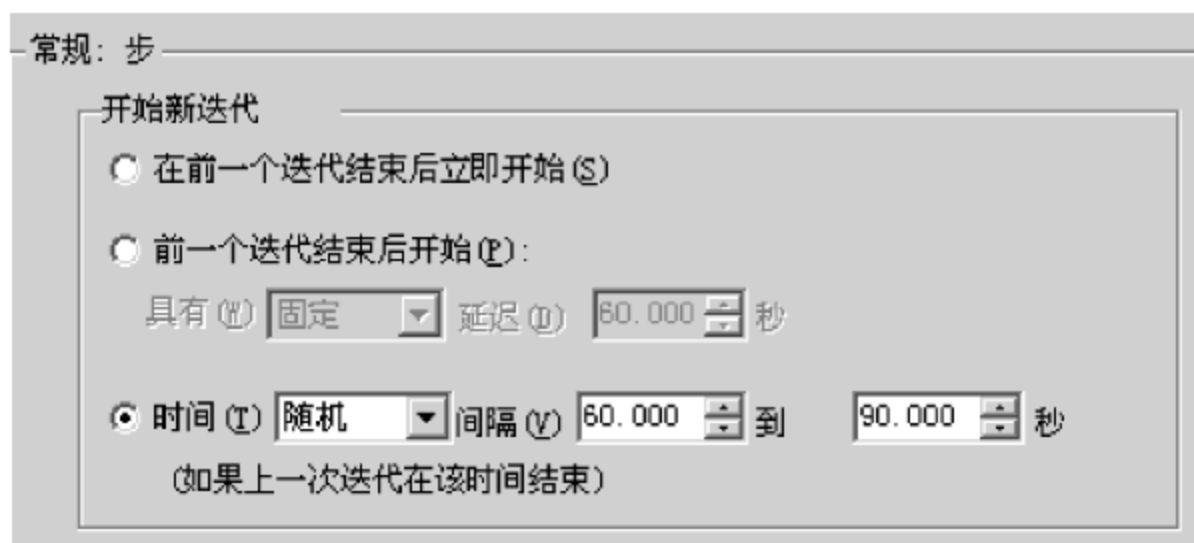 常规: 步
开始新迭代
在前一个迭代结束后立即开始(S)
前一个迭代结束后开始(P):
具有(W) 固定 延迟(D) 60.000 秒
时间(T) 随机 间隔(V) 60.000 到 90.000 秒
(如果上一次迭代在该时间结束)